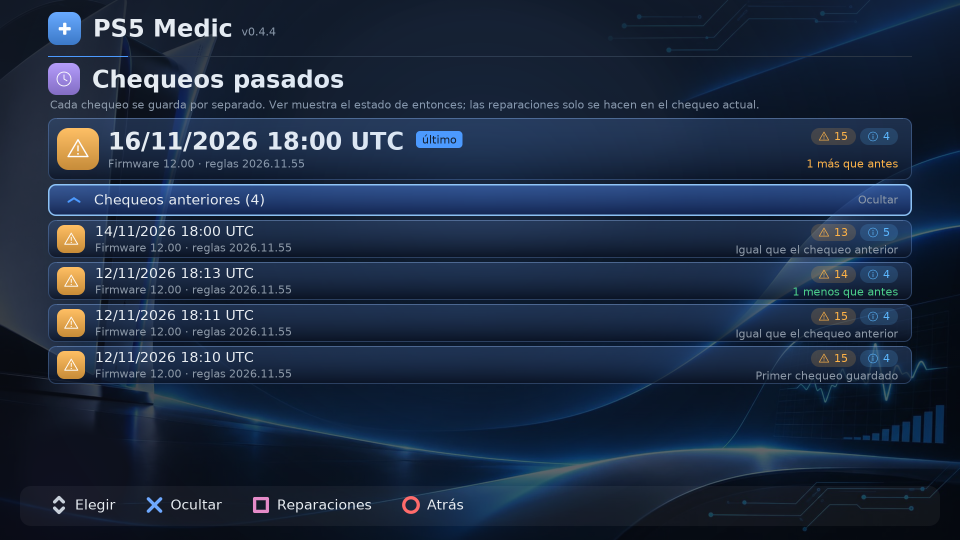 PS5 Medic v0.4.4
Chequeos pasados
Cada chequeo se guarda por separado. Ver muestra el estado de entonces; las reparaciones solo se hacen en el chequeo actual.
16/11/2026 18:00 UTC último 15 4
Firmware 12.00 · reglas 2026.11.55 1 más que antes
Chequeos anteriores (4) Ocultar
14/11/2026 18:00 UTC 13 5
Firmware 12.00 · reglas 2026.11.55 Igual que el chequeo anterior
12/11/2026 18:13 UTC 14 4
Firmware 12.00 · reglas 2026.11.55 1 menos que antes
12/11/2026 18:11 UTC 15 4
Firmware 12.00 · reglas 2026.11.55 Igual que el chequeo anterior
12/11/2026 18:10 UTC 15 4
Firmware 12.00 · reglas 2026.11.55 Primer chequeo guardado
Elegir Ocultar Reparaciones Atrás